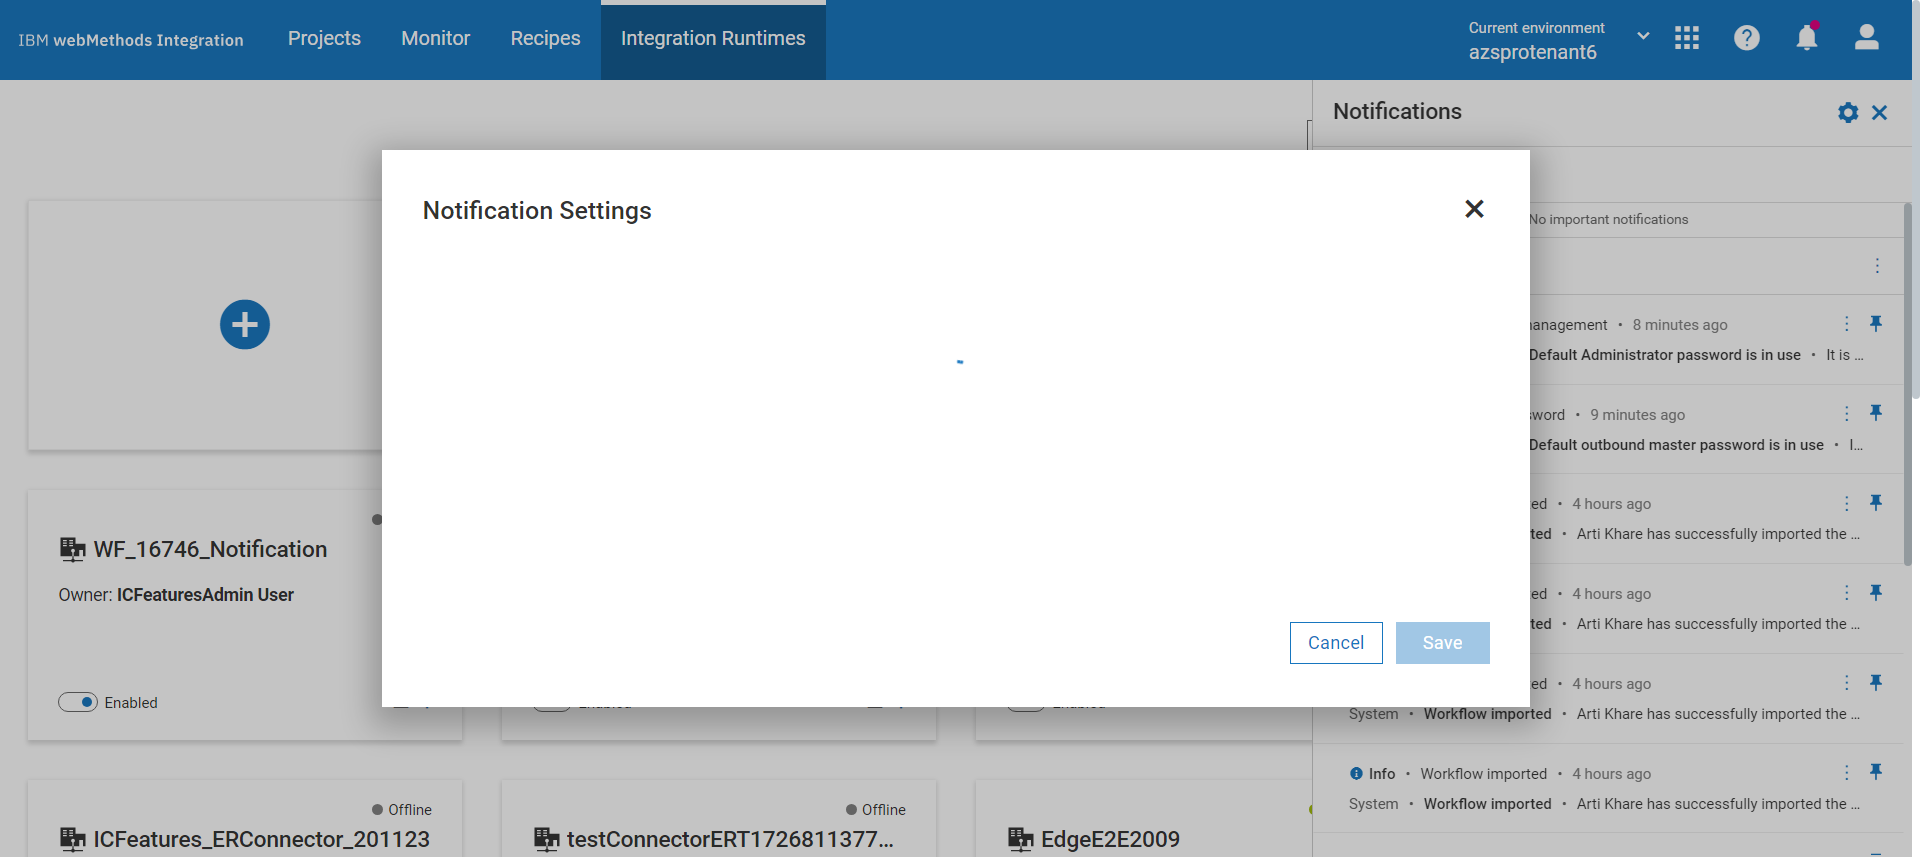 IBM webMethods Integration
Projects
Monitor
Recipes
Integration Runtimes
Current environment
azsprotenant6
Notifications
Notification Settings
No important notifications
anagement • 8 minutes ago
Default Administrator password is in use • It is ...
sword • 9 minutes ago
Default outbound master password is in use • I...
ed • 4 hours ago
ted • Arti Khare has successfully imported the ...
ed • 4 hours ago
ted • Arti Khare has successfully imported the ...
ed • 4 hours ago
System • Workflow imported • Arti Khare has successfully imported the ...
Info • Workflow imported • 4 hours ago
System • Workflow imported • Arti Khare has successfully imported the ...
Cancel
Save
WF_16746_Notification
Owner: ICFeaturesAdmin User
Enabled
Offline
ICFeatures_ERConnector_201123
Offline
testConnectorERT1726811377...
EdgeE2E2009